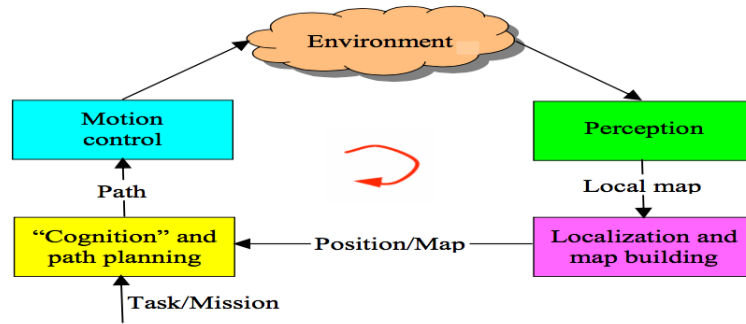 Environment
Motion
control
Perception
Path
Local map
“Cognition” and
path planning
Position/Map
Localization and
map building
Task/Mission